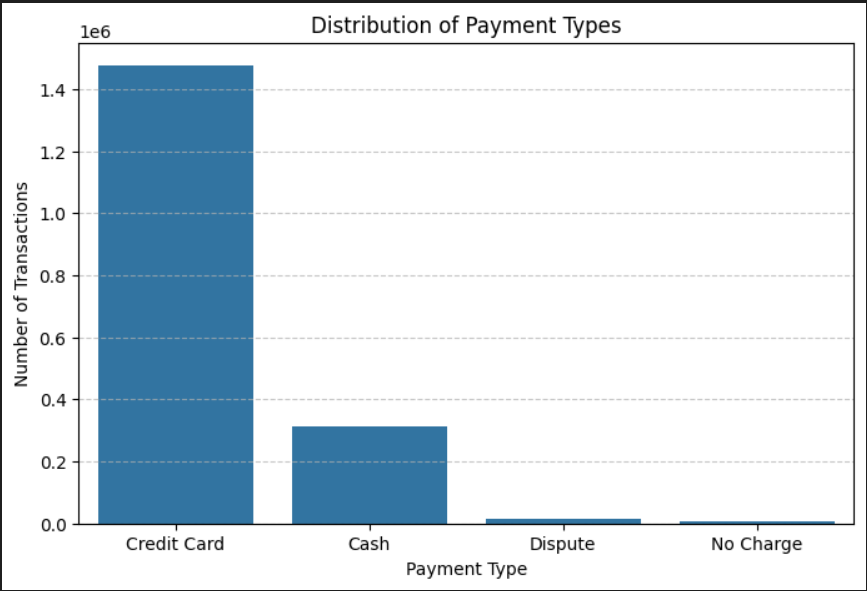 Distribution of Payment Types
1e6
1.4
1.2
1.0
0.8
0.6
0.4
0.2
0.0
Number of Transactions
Credit Card Cash Dispute No Charge
Payment Type